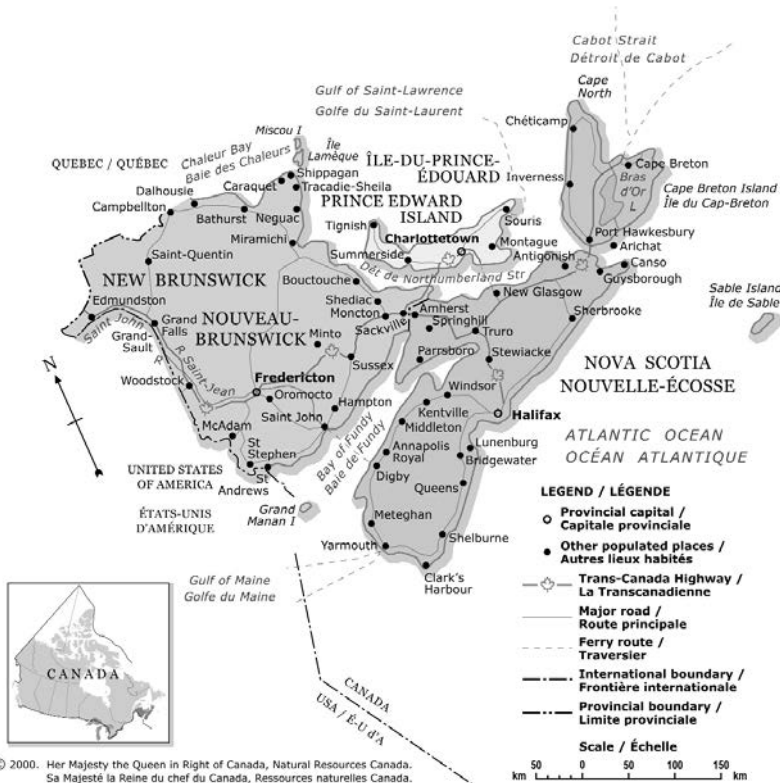 Cabot Strait
Détroit de Cabot
Cape
North
Gulf of Saint-Lawrence
Golfe du Saint-Laurent
Chéticamp
Miscou I
Île
Lamèque
Chaleur Bay
Baie des Chaleurs
QUEBEC / QUÉBEC
Shippagan
Caraquet
Tracadie-Sheila
ÎLE-DU-PRINCE-
ÉDOUARD
PRINCE EDWARD
ISLAND
Inverness
Cape Breton
Bras
d'Or
L
Cape Breton Island
Île du Cap-Breton
Dalhousie
Campbellton
Bathurst
Neguac
Tignish
Souris
Miramichi
Charlottetown
Montague
Summerside
Port Hawkesbury
Arichat
Antigonish
Canso
Guysborough
Saint-Quentin
Dét de Northumberland Str
NEW BRUNSWICK
Bouctouche
New Glasgow
Sable Island
Île de Sable
Edmundston
Saint John
R
Grand
Falls
Grand-
Sault
NOUVEAU-
BRUNSWICK
Shediac
Moncton
Sackville
Amherst
Springhill
Sherbrooke
Truro
Minto
R Saint-Jean
Sussex
Parrsboro
Stewiacke
NOVA SCOTIA
NOUVELLE-ÉCOSSE
N
Woodstock
Fredericton
Oromocto
Hampton
Windsor
Kentville
Middleton
Halifax
Saint John
McAdam
St
Stephen
St
Andrews
Bay of Fundy
Baie de Fundy
Annapolis
Royal
Digby
Lunenburg
Bridgewater
Queens
ATLANTIC OCEAN
OCÉAN ATLANTIQUE
UNITED STATES
OF AMERICA
ÉTATS-UNIS
D'AMÉRIQUE
Grand
Manan I
Meteghan
Yarmouth
Shelburne
Clark's
Harbour
Gulf of Maine
Golfe du Maine
CANADA
USA / É-U d'A
LEGEND / LÉGENDE
Provincial capital /
Capitale provinciale
Other populated places /
Autres lieux habités
Trans-Canada Highway /
La Transcanadienne
Major road /
Route principale
Ferry route /
Traversier
International boundary /
Frontière internationale
Provincial boundary /
Limite provinciale
Scale / Échelle
50 0 50 100 150
km km
CANADA
© 2000. Her Majesty the Queen in Right of Canada, Natural Resources Canada.
Sa Majesté la Reine du chef du Canada, Ressources naturelles Canada.